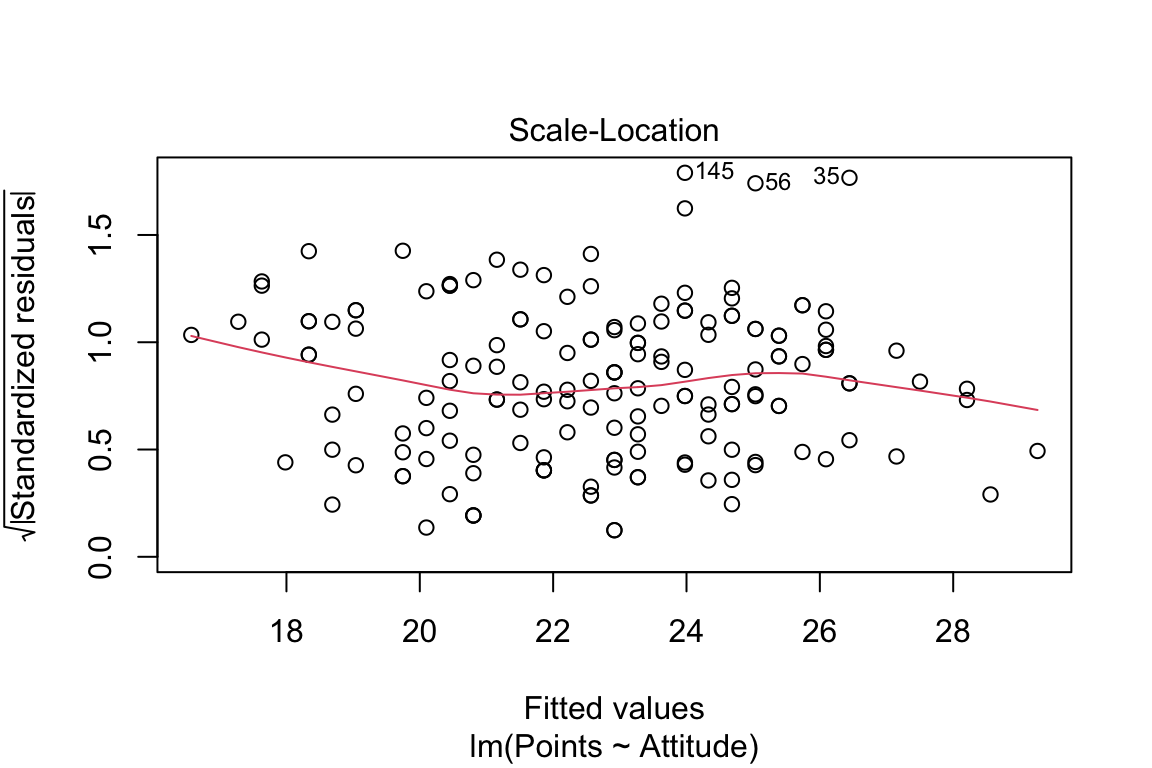 Scale-Location
145
56
35
√|Standardized residuals|
1.5
1.0
0.5
0.0
18 20 22 24 26 28
Fitted values
lm(Points ~ Attitude)